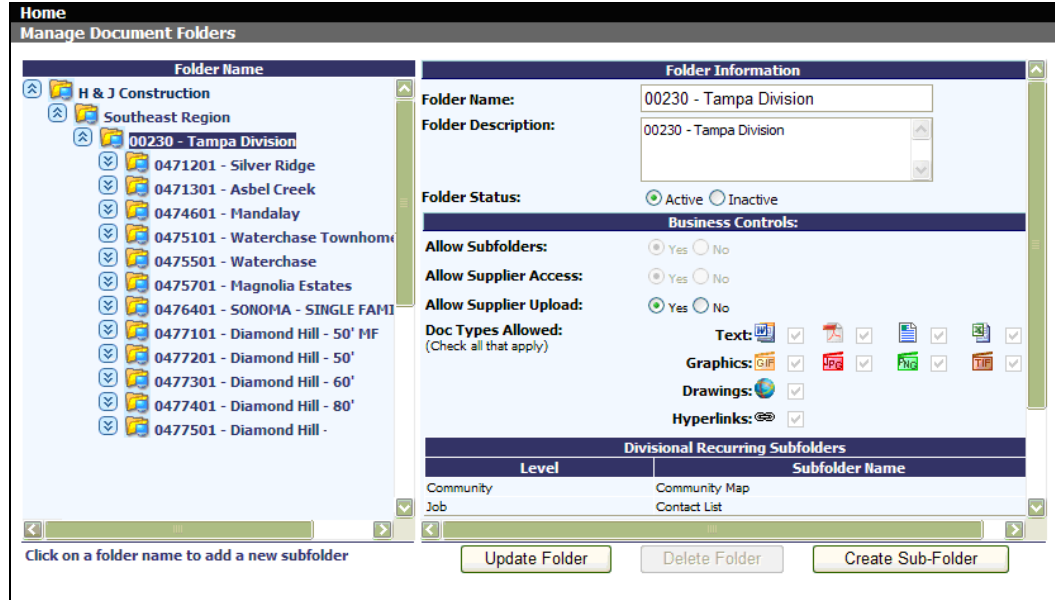 Home
Manage Document Folders
Folder Name
H & J Construction
Southeast Region
00230 - Tampa Division
0471201 - Silver Ridge
0471301 - Asbel Creek
0474601 - Mandalay
0475101 - Waterchase Townhome
0475501 - Waterchase
0475701 - Magnolia Estates
0476401 - SONOMA - SINGLE FAMI
0477101 - Diamond Hill - 50' MF
0477201 - Diamond Hill - 50'
0477301 - Diamond Hill - 60'
0477401 - Diamond Hill - 80'
0477501 - Diamond Hill -
Click on a folder name to add a new subfolder
Folder Information
Folder Name: 00230 - Tampa Division
Folder Description: 00230 - Tampa Division
Folder Status: Active Inactive
Business Controls:
Allow Subfolders: Yes No
Allow Supplier Access: Yes No
Allow Supplier Upload: Yes No
Doc Types Allowed:
(Check all that apply)
Text:
Graphics: GIF JPG PNG TIF
Drawings:
Hyperlinks:
Divisional Recurring Subfolders
Level Subfolder Name
Community Community Map
Job Contact List
Update Folder Delete Folder Create Sub-Folder